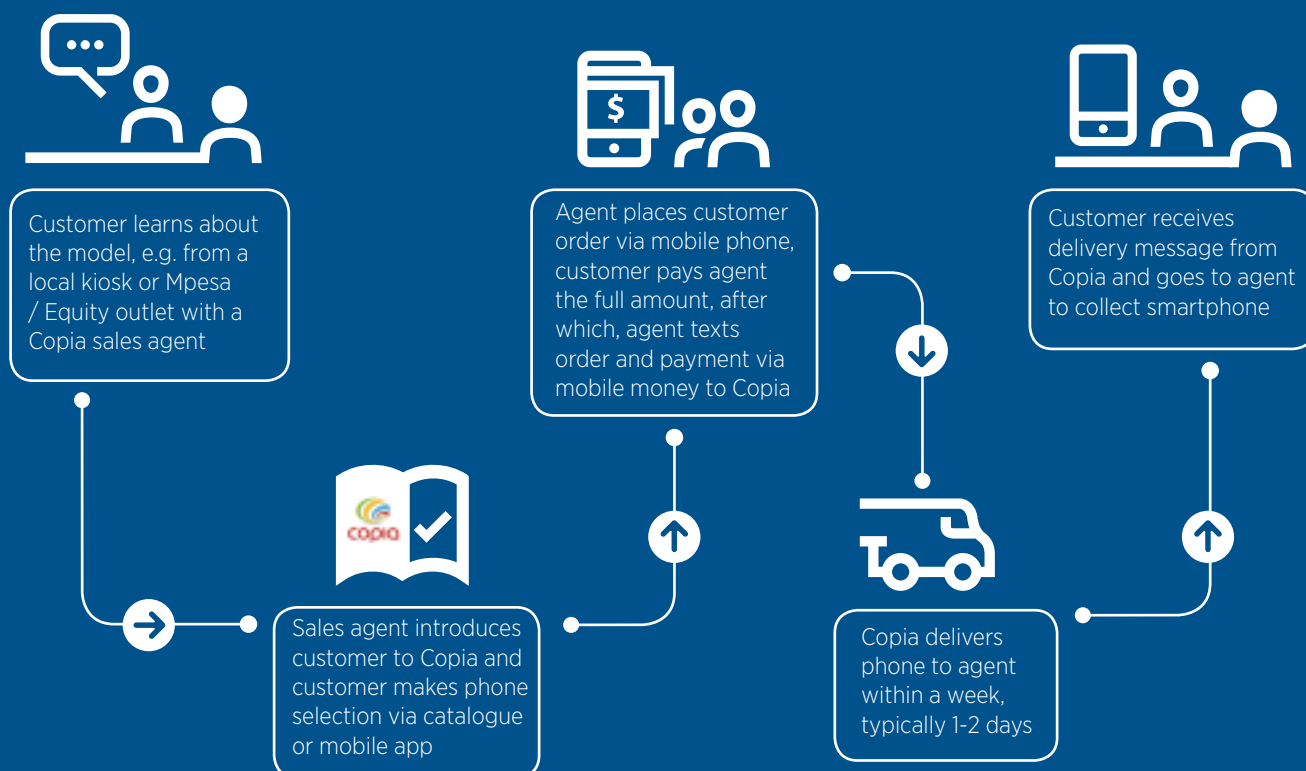 Customer learns about
the model, e.g. from a
local kiosk or Mpesa
/ Equity outlet with a
Copia sales agent
copia
Sales agent introduces
customer to Copia and
customer makes phone
selection via catalogue
or mobile app
$
Agent places customer
order via mobile phone,
customer pays agent
the full amount, after
which, agent texts
order and payment via
mobile money to Copia
Copia delivers
phone to agent
within a week,
typically 1-2 days
Customer receives
delivery message from
Copia and goes to agent
to collect smartphone